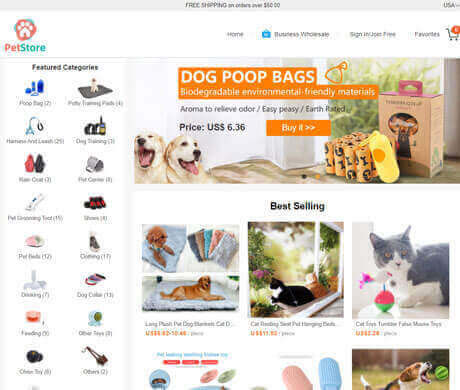 FREE SHIPPING on orders over $50.00
USA
PetStore
Home
Business Wholesale
Sign In/Join Free
Favorites
Featured Categories
Poop Bag (2)
Potty Training Pads (4)
Harness And Leash (25)
Dog Training (3)
Rain Coat (3)
Pet Carrier (8)
Pet Grooming Tool (15)
Shoes (4)
Pet Beds (12)
Clothing (17)
Drinking (7)
Dog Collar (13)
Feeding (9)
Other Toys (8)
Chew Toy (6)
Others (2)
DOG POOP BAGS
Biodegradable environmental-friendly materials
Aroma to relieve odor / Easy peasy / Earth Rated
Price: US$ 6.36
Buy it >>
Best Selling
Long Plush Pet Dog Blankets Cat D...
US$5.62-10.46 / piece
Cat Resting Seat Pet Hanging Beds...
US$11.52 / piece
Cat Toys Tumbler False Mouse Toys
US$2.28 / piece
Pet leaking seedling frisbee toy